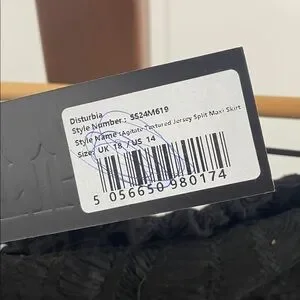 Disturbia
Style Number.: SS24M619
Style Name: Agitate Textured Jersey Split Maxi Skirt
Size: UK 18 / US 14
5 056650 980174